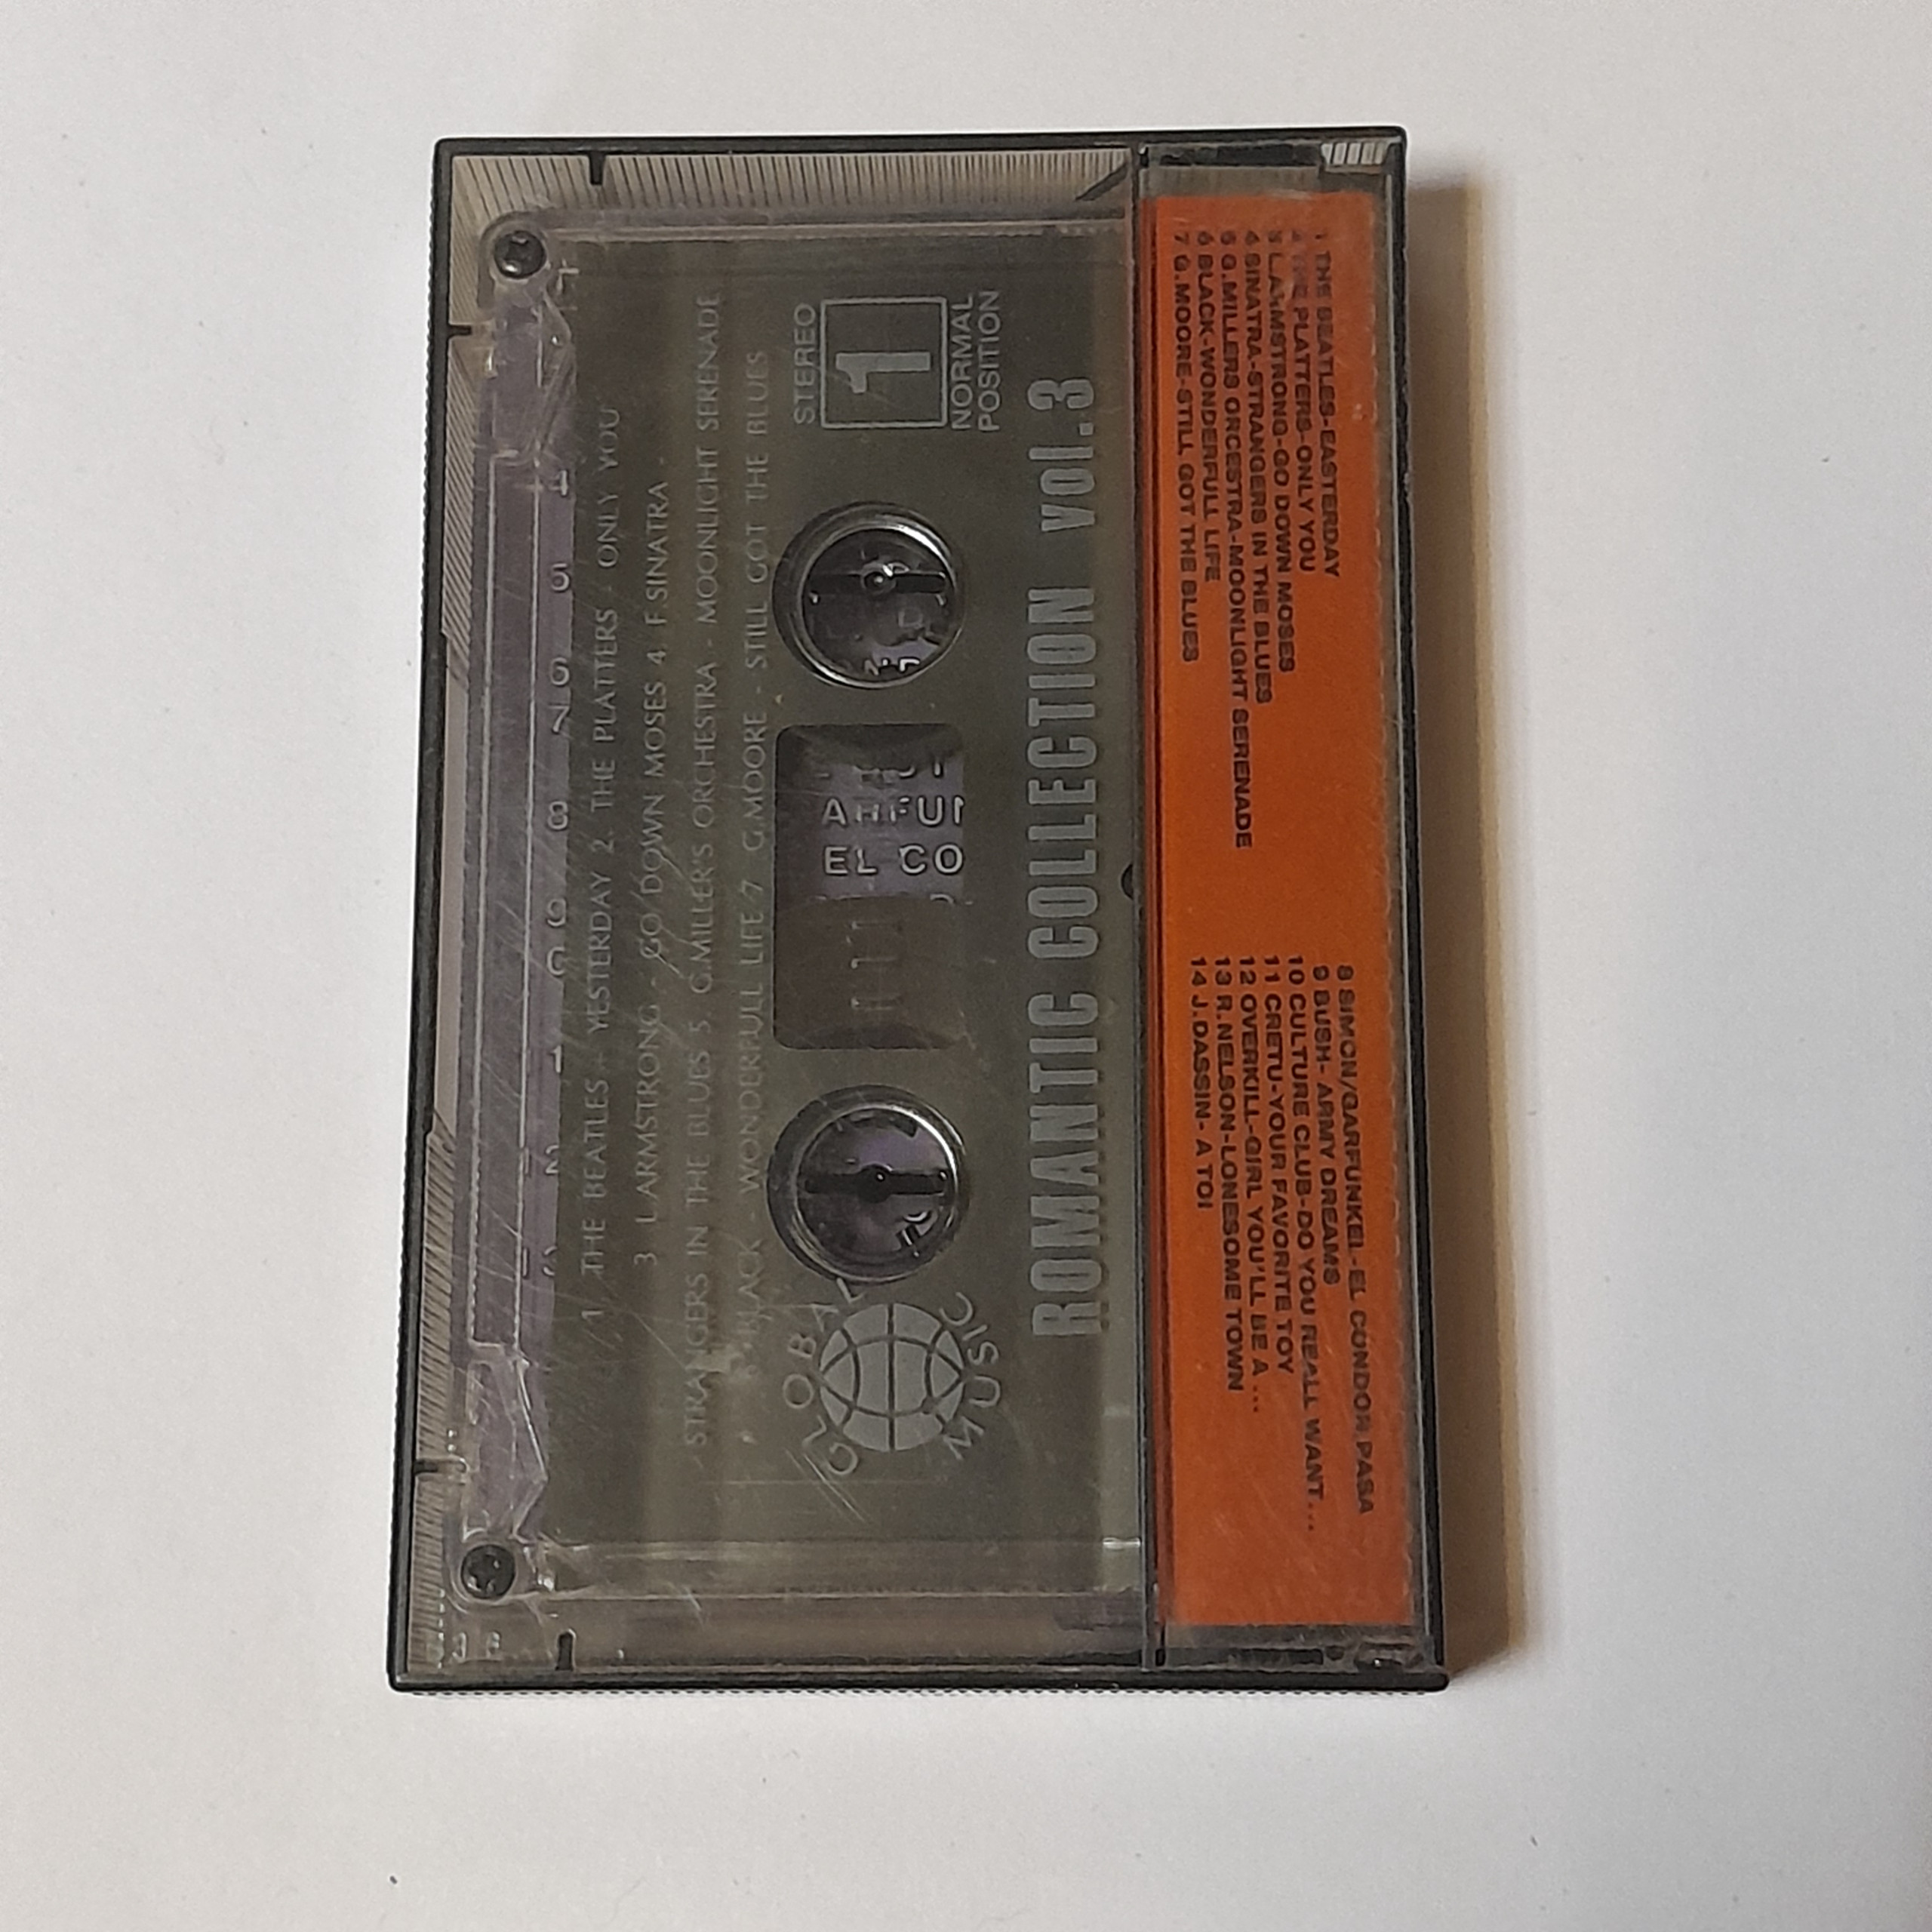 1 THE BEATLES - YESTERDAY 2. THE PLATTERS - ONLY YOU
3 L ARMSTRONG - GO DOWN MOSES 4. F.SINATRA -
STRANGERS IN THE BLUES 5. G.MILLER'S ORCHESTRA - MOONLIGHT SERENADE
BLACK - WONDERFULL LIFE 7 G.MOORE - STILL GOT THE BLUES
GLOBAL
MUSIC
STEREO
1
NORMAL
POSITION
ARFUN
EL CO
ROMANTIC COLLECTION vol.3
1 THE BEATLES-EASTERDAY
THE PLATTERS-ONLY YOU
3 L.AMSTRONG-GO DOWN MOSES
4 SINATRA-STRANGERS IN THE BLUES
5 G.MILLERS ORCESTRA-MOONLIGHT SERENADE
6 BLACK-WONDERFULL LIFE
7 G.MOORE-STILL GOT THE BLUES
8 SIMON/GARFUNKEL-EL CONDOR PASA
9 BUSH- ARMY DREAMS
10 CULTURE CLUB-DO YOU REALL WANT...
11 CRETU-YOUR FAVORITE TOY
12 OVERKILL-GIRL YOU'LL BE A ...
13 R.NELSON-LONESOME TOWN
14 J.DASSIN- A TOI